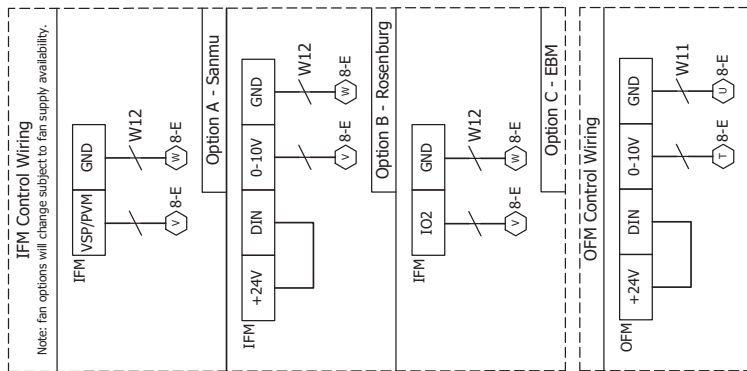 IFM Control Wiring
Note: fan options will change subject to fan supply availability.
IFM
VSP/PVM
GND
W12
V
8-E
W
8-E
Option A - Sanmu
IFM
+24V
DIN
0-10V
GND
W12
V
8-E
W
8-E
Option B - Rosenburg
IFM
IO2
GND
W12
V
8-E
W
8-E
Option C - EBM
OFM Control Wiring
OFM
+24V
DIN
0-10V
GND
W11
T
8-E
U
8-E